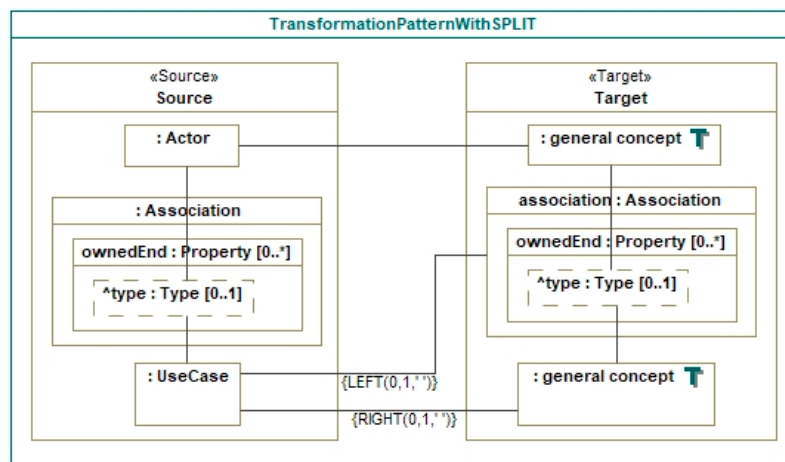 TransformationPatternWithSPLIT
«Source»
Source
: Actor
: Association
ownedEnd : Property [0..*]
^type : Type [0..1]
: UseCase
{LEFT(0,1,' ')}
{RIGHT(0,1,' ')}
«Target»
Target
: general concept
association : Association
ownedEnd : Property [0..*]
^type : Type [0..1]
: general concept